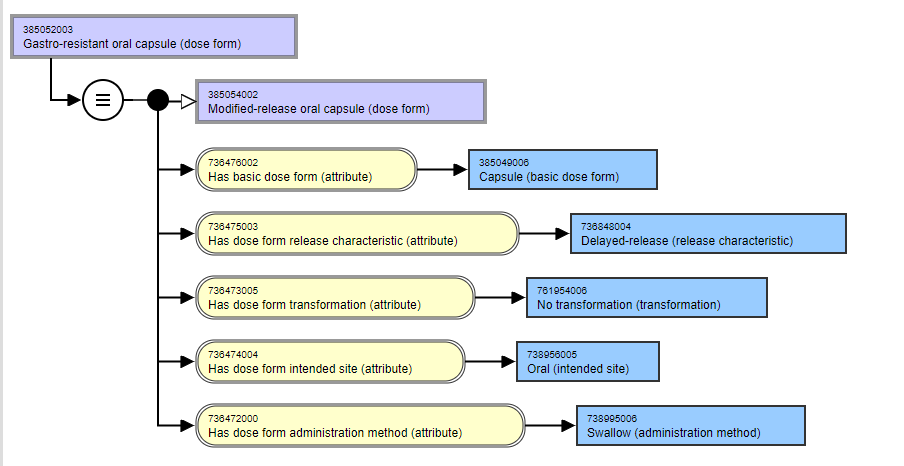 385052003
Gastro-resistant oral capsule (dose form)
385054002
Modified-release oral capsule (dose form)
736476002
Has basic dose form (attribute)
385049006
Capsule (basic dose form)
736475003
Has dose form release characteristic (attribute)
736848004
Delayed-release (release characteristic)
736473005
Has dose form transformation (attribute)
761954006
No transformation (transformation)
736474004
Has dose form intended site (attribute)
738956005
Oral (intended site)
736472000
Has dose form administration method (attribute)
738995006
Swallow (administration method)